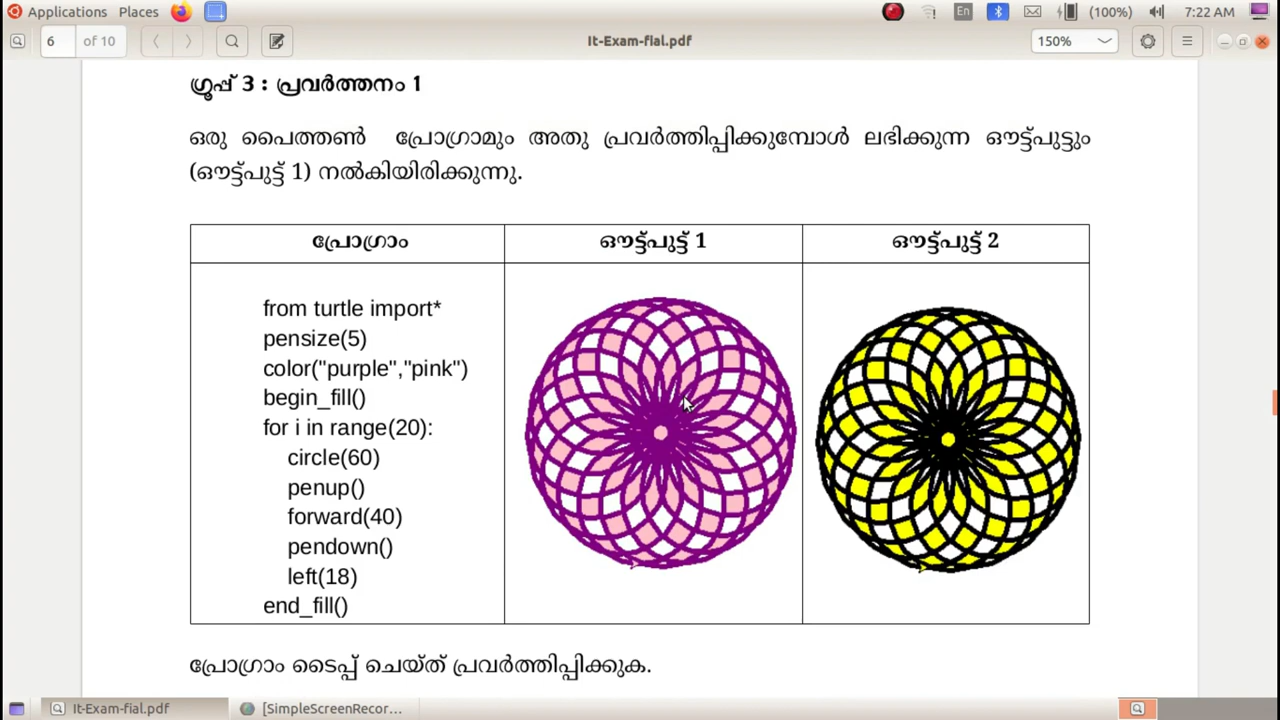 Applications Places En (100%) 7:22 AM
6 of 10 It-Exam-fial.pdf 150%
ഗ്രൂപ്പ് 3 : പ്രവർത്തനം 1
ഒരു പൈത്തൺ പ്രോഗ്രാമും അതു പ്രവർത്തിപ്പിക്കുമ്പോൾ ലഭിക്കുന്ന ഔട്ട്പുട്ടും
(ഔട്ട്പുട്ട് 1) നൽകിയിരിക്കുന്നു.
പ്രോഗ്രാം ഔട്ട്പുട്ട് 1 ഔട്ട്പുട്ട് 2
from turtle import*
pensize(5)
color("purple","pink")
begin_fill()
for i in range(20):
circle(60)
penup()
forward(40)
pendown()
left(18)
end_fill()
പ്രോഗ്രാം ടൈപ്പ് ചെയ്ത് പ്രവർത്തിപ്പിക്കുക.
It-Exam-fial.pdf [SimpleScreenRecor...